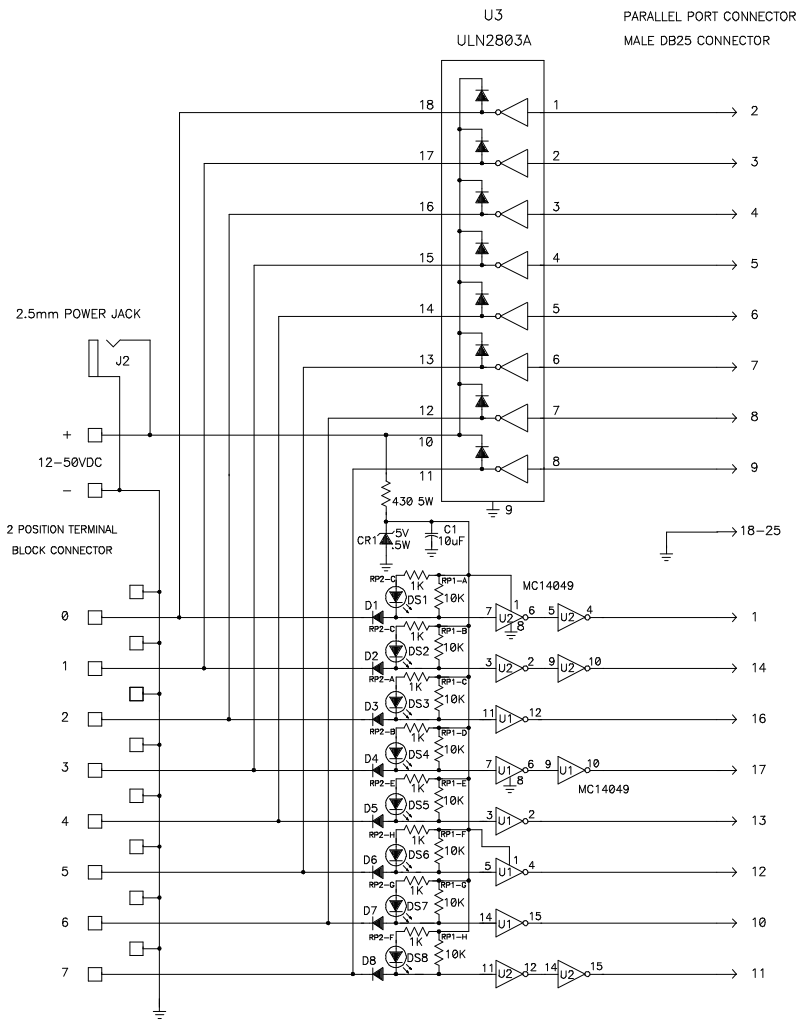 U3
PARALLEL PORT CONNECTOR
ULN2803A
MALE DB25 CONNECTOR
18 1 2
17 2 3
16 3 4
15 4 5
14 5 6
2.5mm POWER JACK
J2
13 6 7
12 7 8
+
10
12-50VDC
11 8 9
-
430 5W
9
2 POSITION TERMINAL
BLOCK CONNECTOR
CR1
5V
.5W
C1
10uF
18-25
RP2-C
1K
RP1-A
MC14049
0 D1 DS1 10K 7 U2 1 6 5 U2 4 1
8
RP2-C
1K
RP1-B
1 D2 DS2 10K 3 U2 2 9 U2 10 14
RP2-A
1K
RP1-C
2 D3 DS3 10K 11 U1 12 16
RP2-B
1K
RP1-D
3 D4 DS4 10K 7 U1 6 9 U1 10 17
8
MC14049
RP2-E
1K
RP1-E
4 D5 DS5 10K 3 U1 2 13
RP2-H
1K
RP1-F
5 D6 DS6 10K 5 U1 1 4 12
RP2-G
1K
RP1-G
6 D7 DS7 10K 14 U1 15 10
RP2-F
1K
RP1-H
7 D8 DS8 10K 11 U2 12 14 U2 15 11